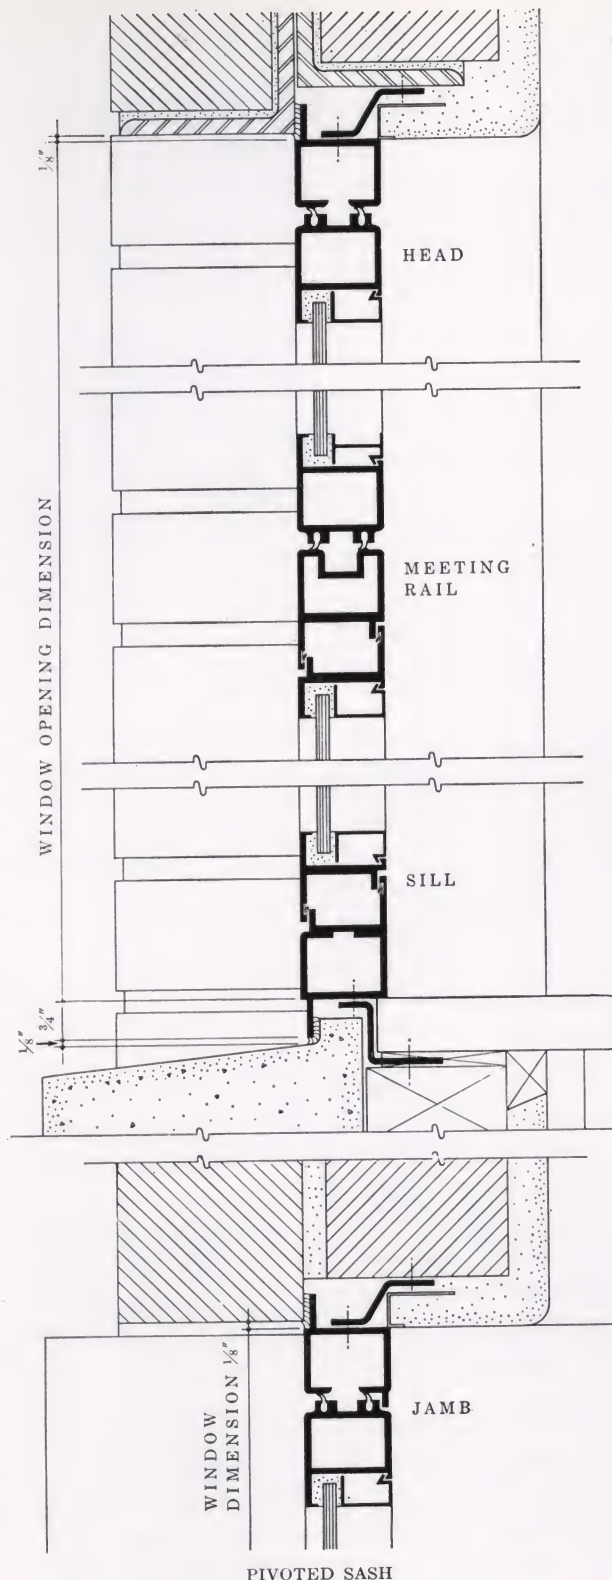 1/8"
HEAD
WINDOW OPENING DIMENSION
MEETING
RAIL
SILL
3/4"
1/8"
WINDOW
DIMENSION 1/8"
JAMB
PIVOTED SASH